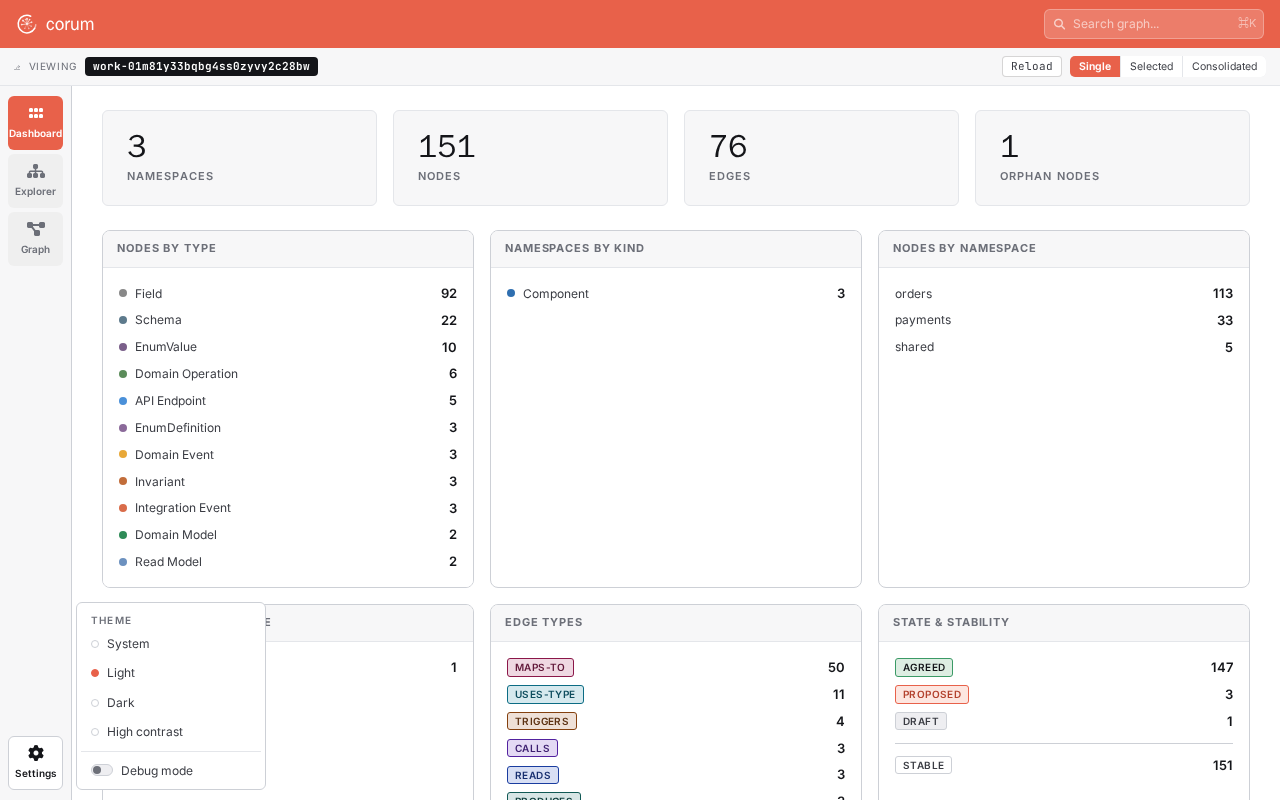 corum
Search graph... ⌘K
VIEWING work-01m81y33bqbg4ss0zyvy2c28bw
Reload Single Selected Consolidated
Dashboard
Explorer
Graph
Settings
3
NAMESPACES
151
NODES
76
EDGES
1
ORPHAN NODES
NODES BY TYPE
Field 92
Schema 22
EnumValue 10
Domain Operation 6
API Endpoint 5
EnumDefinition 3
Domain Event 3
Invariant 3
Integration Event 3
Domain Model 2
Read Model 2
NAMESPACES BY KIND
Component 3
NODES BY NAMESPACE
orders 113
payments 33
shared 5
THEME
System
Light
Dark
High contrast
Debug mode
E
1
EDGE TYPES
MAPS-TO 50
USES-TYPE 11
TRIGGERS 4
CALLS 3
READS 3
STATE & STABILITY
AGREED 147
PROPOSED 3
DRAFT 1
STABLE 151